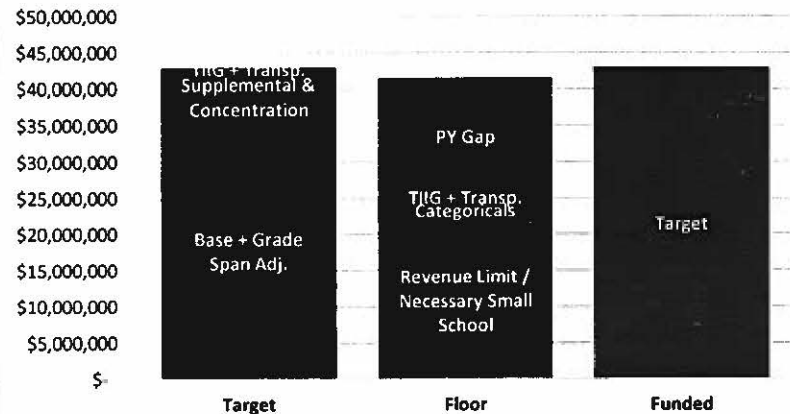 $50,000,000
$45,000,000
$40,000,000
$35,000,000
$30,000,000
$25,000,000
$20,000,000
$15,000,000
$10,000,000
$5,000,000
$-
TIIG + Transp.
Supplemental &
Concentration
Base + Grade
Span Adj.
PY Gap
TIIG + Transp.
Categoricals
Revenue Limit /
Necessary Small
School
Target
Target
Floor
Funded